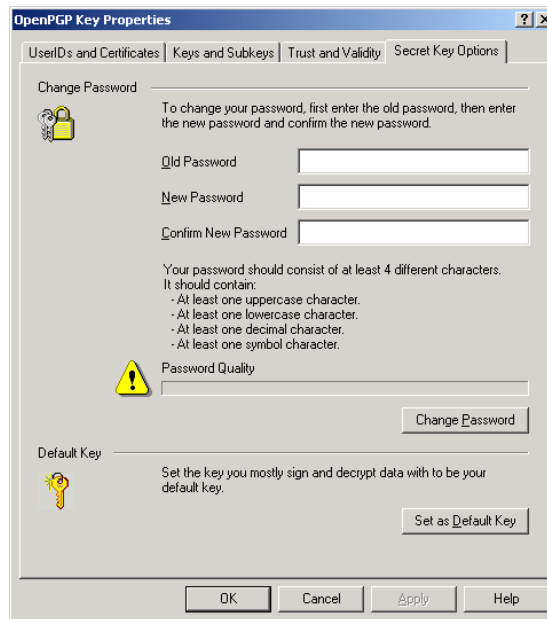 OpenPGP Key Properties
UserIDs and Certificates Keys and Subkeys Trust and Validity Secret Key Options
Change Password
To change your password, first enter the old password, then enter
the new password and confirm the new password.
Old Password
New Password
Confirm New Password
Your password should consist of at least 4 different characters.
It should contain:
- At least one uppercase character.
- At least one lowercase character.
- At least one decimal character.
- At least one symbol character.
Password Quality
Change Password
Default Key
Set the key you mostly sign and decrypt data with to be your
default key.
Set as Default Key
OK Cancel Apply Help